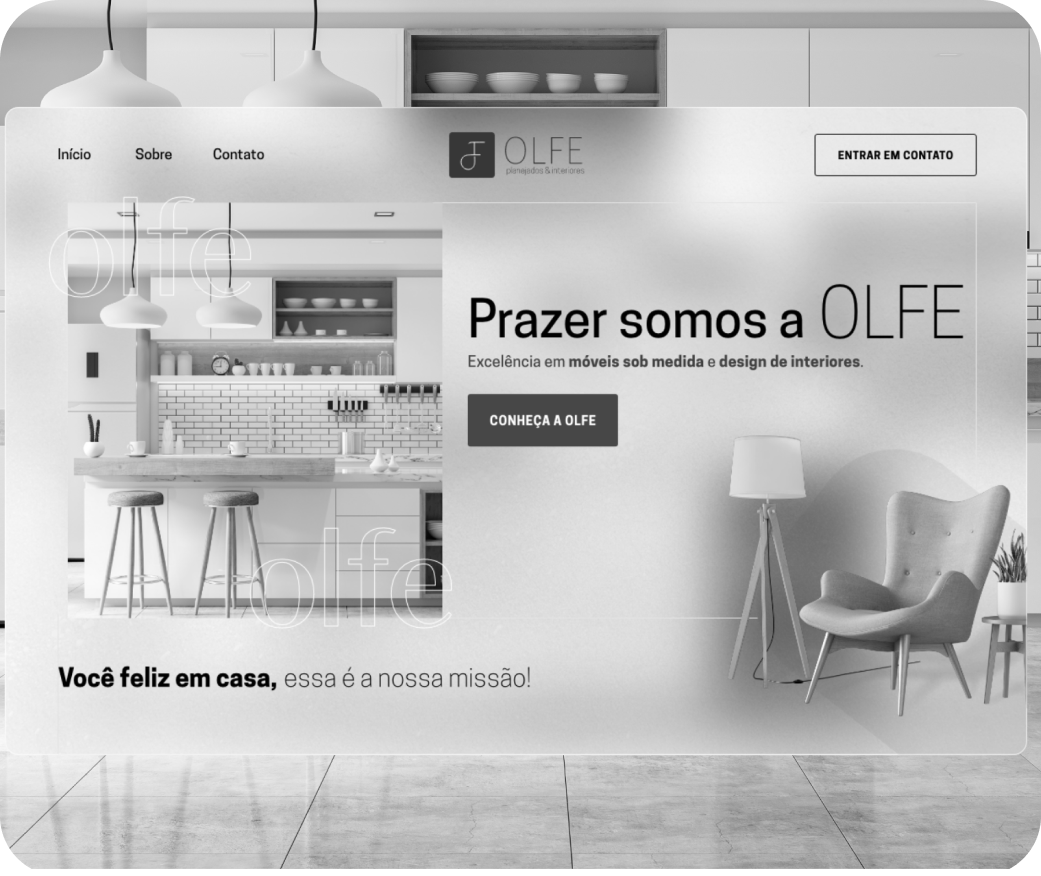 Início Sobre Contato
OLFE
planejados & interiores
ENTRAR EM CONTATO
olfe
Prazer somos a OLFE
Excelência em móveis sob medida e design de interiores.
CONHEÇA A OLFE
olfe
Você feliz em casa, essa é a nossa missão!